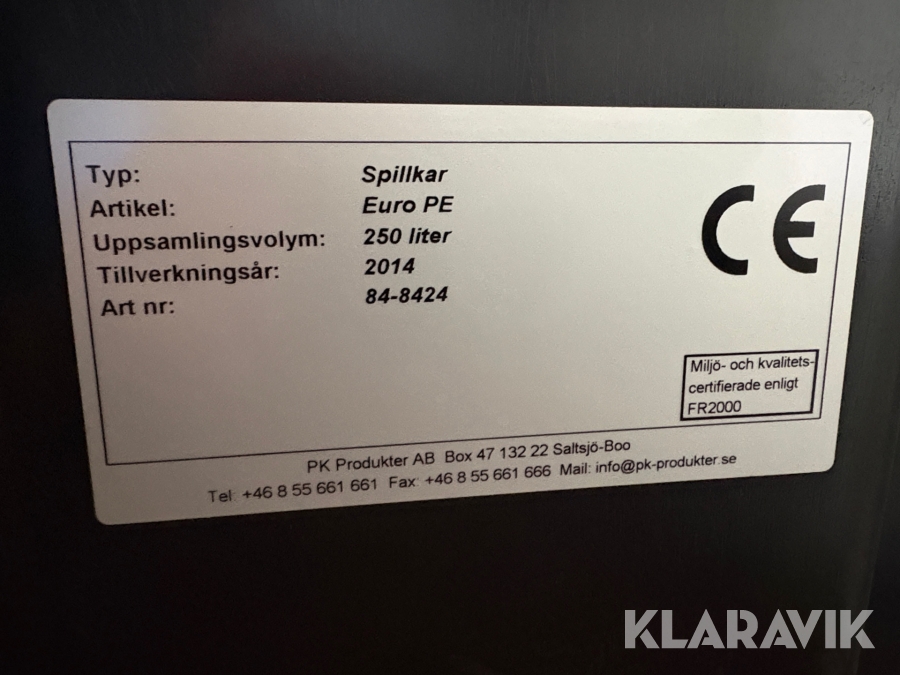 Typ: Spillkar
Artikel: Euro PE
Uppsamlingsvolym: 250 liter
Tillverkningsår: 2014
Art nr: 84-8424
CE
Miljö- och kvalitets-
certifierade enligt
FR2000
PK Produkter AB Box 47 132 22 Saltsjö-Boo
Tel: +46 8 55 661 661 Fax: +46 8 55 661 666 Mail: info@pk-produkter.se
KLARAVIK